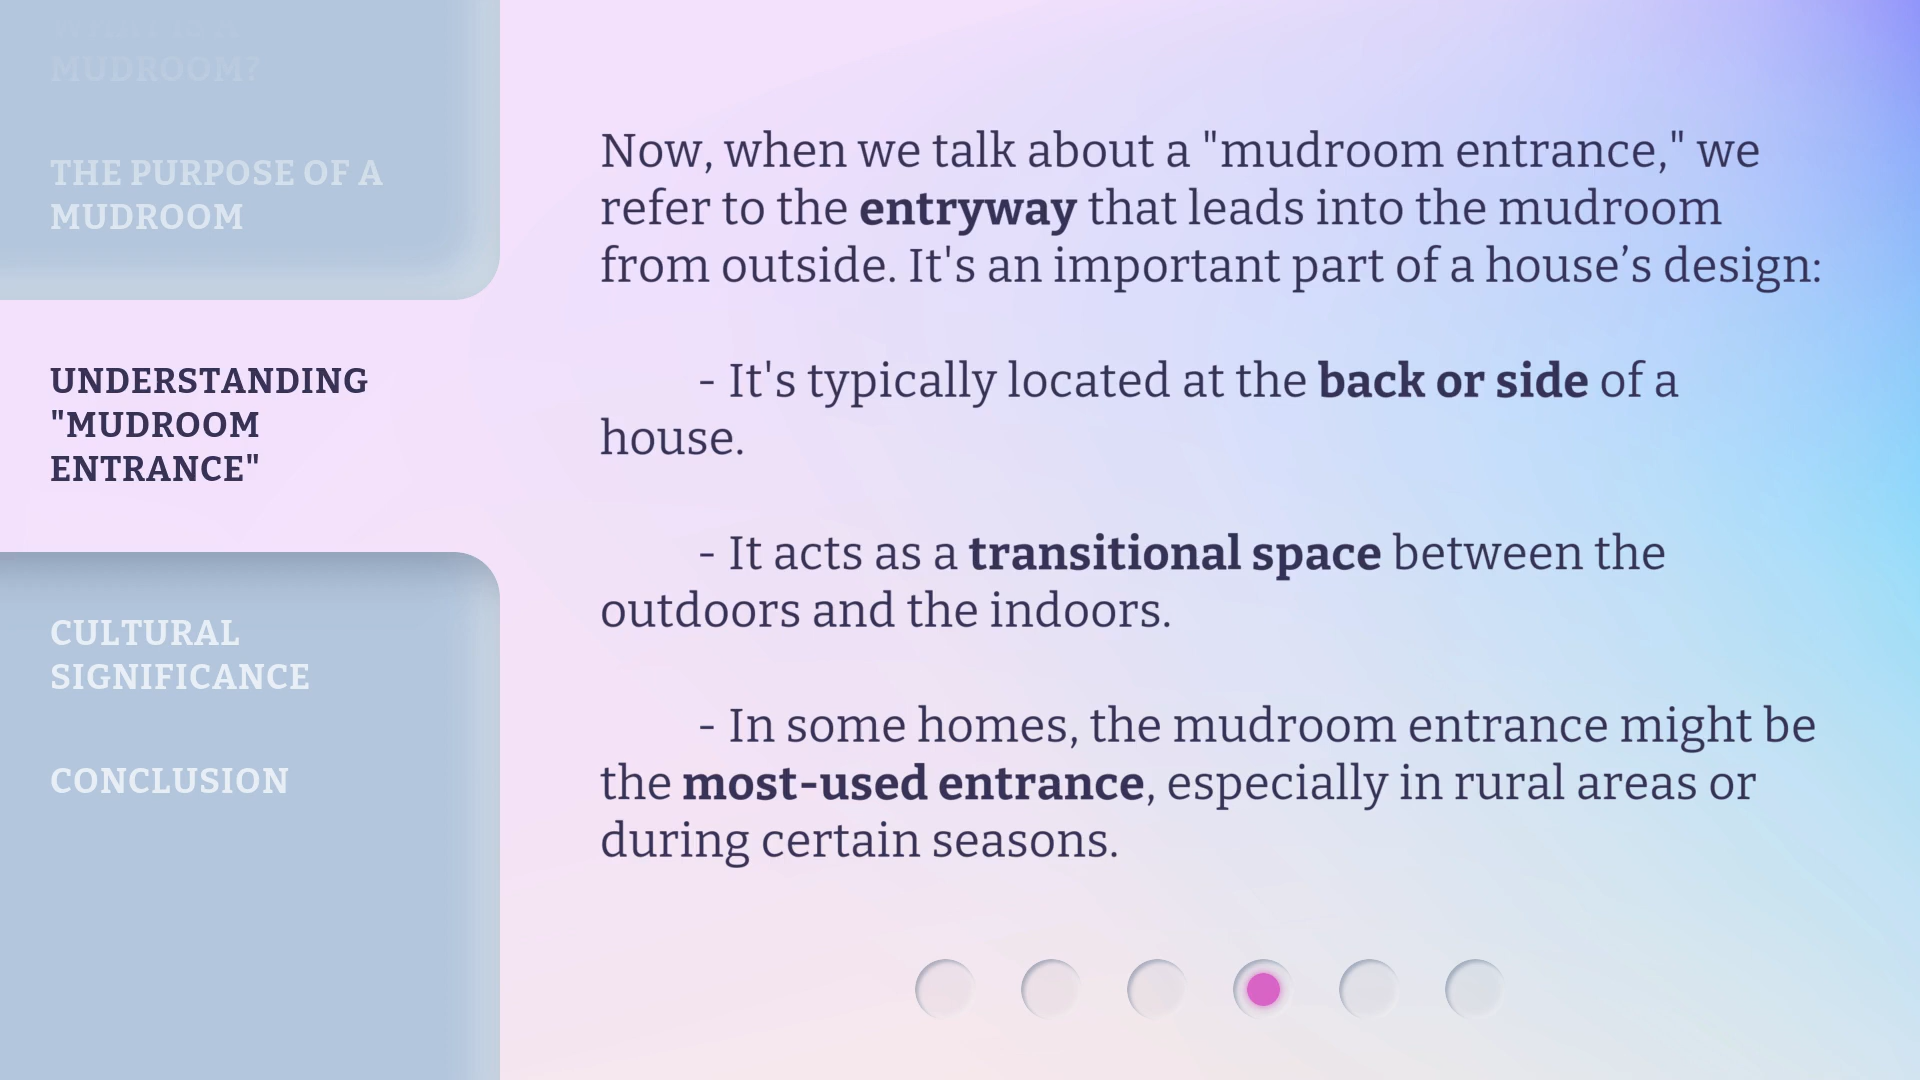 MUDROOM?
THE PURPOSE OF A
MUDROOM
UNDERSTANDING
"MUDROOM
ENTRANCE"
CULTURAL
SIGNIFICANCE
CONCLUSION
Now, when we talk about a "mudroom entrance," we
refer to the entryway that leads into the mudroom
from outside. It's an important part of a house’s design:
- It's typically located at the back or side of a
house.
- It acts as a transitional space between the
outdoors and the indoors.
- In some homes, the mudroom entrance might be
the most-used entrance, especially in rural areas or
during certain seasons.